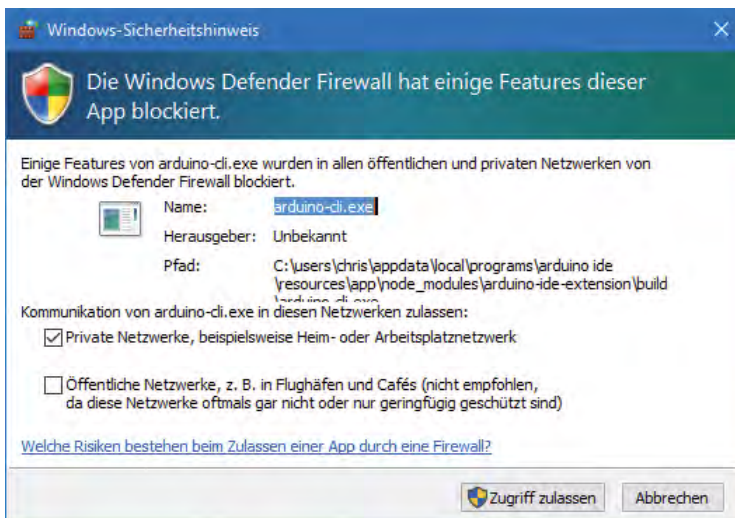 Windows-Sicherheitshinweis
Die Windows Defender Firewall hat einige Features dieser
App blockiert.
Einige Features von arduino-cli.exe wurden in allen öffentlichen und privaten Netzwerken von
der Windows Defender Firewall blockiert.
Name: arduino-cli.exe
Herausgeber: Unbekannt
Pfad: C:\users\chris\appdata\local\programs\arduino ide
\resources\app\node_modules\arduino-ide-extension\build
\arduino-cli.exe
Kommunikation von arduino-cli.exe in diesen Netzwerken zulassen:
Private Netzwerke, beispielsweise Heim- oder Arbeitsplatznetzwerk
Öffentliche Netzwerke, z. B. in Flughäfen und Cafés (nicht empfohlen,
da diese Netzwerke oftmals gar nicht oder nur geringfügig geschützt sind)
Welche Risiken bestehen beim Zulassen einer App durch eine Firewall?
Zugriff zulassen Abbrechen